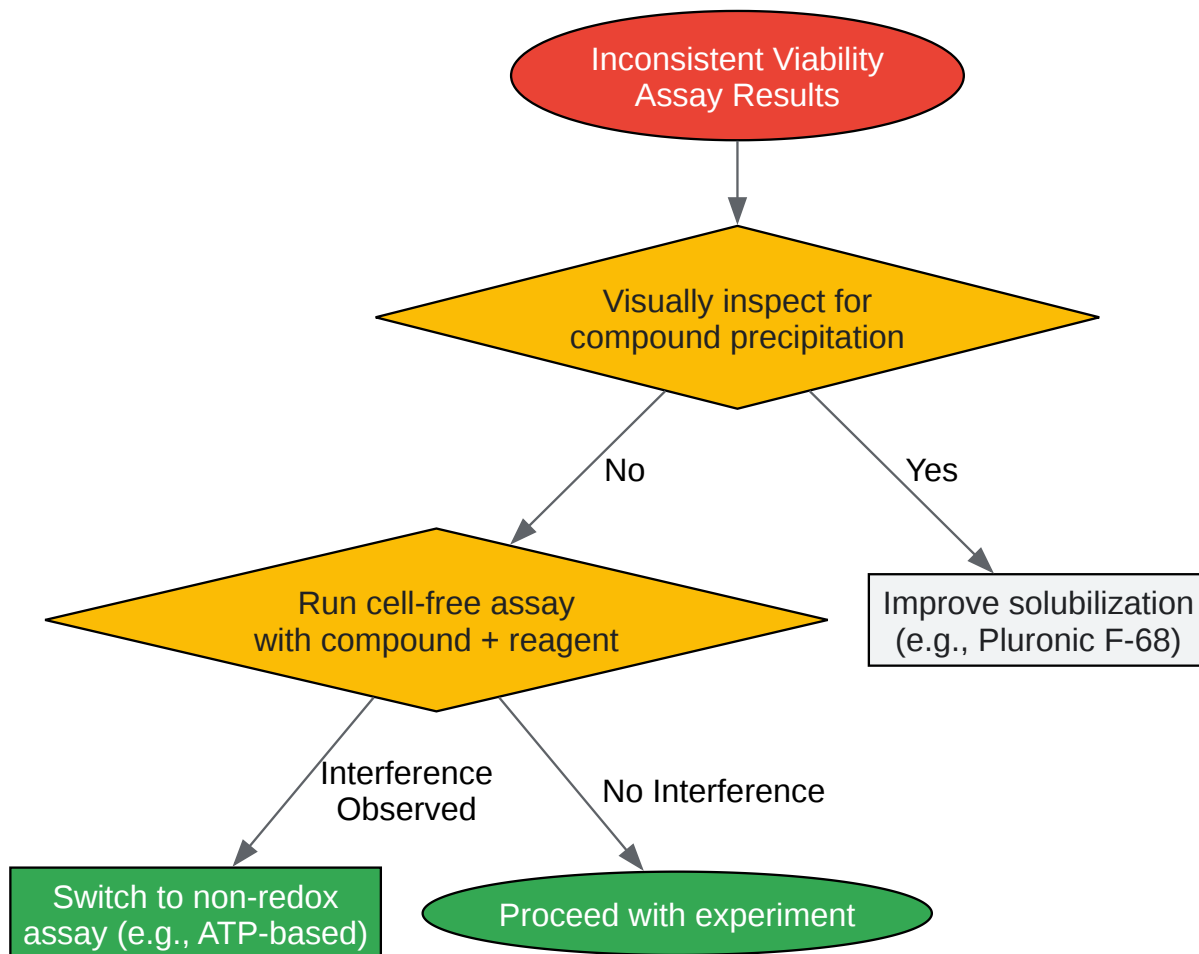 Inconsistent Viability
Assay Results
Visually inspect for
compound precipitation
No
Yes
Run cell-free assay
with compound + reagent
Improve solubilization
(e.g., Pluronic F-68)
Interference
Observed
No Interference
Switch to non-redox
assay (e.g., ATP-based)
Proceed with experiment